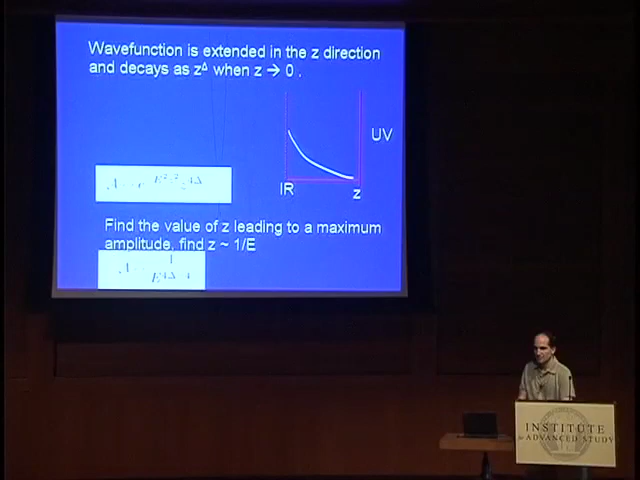 Wavefunction is extended in the z direction
and decays as z^Δ when z → 0 .
UV
IR
z
Find the value of z leading to a maximum
amplitude, find z ~ 1/E
INSTITUTE
for ADVANCED STUDY